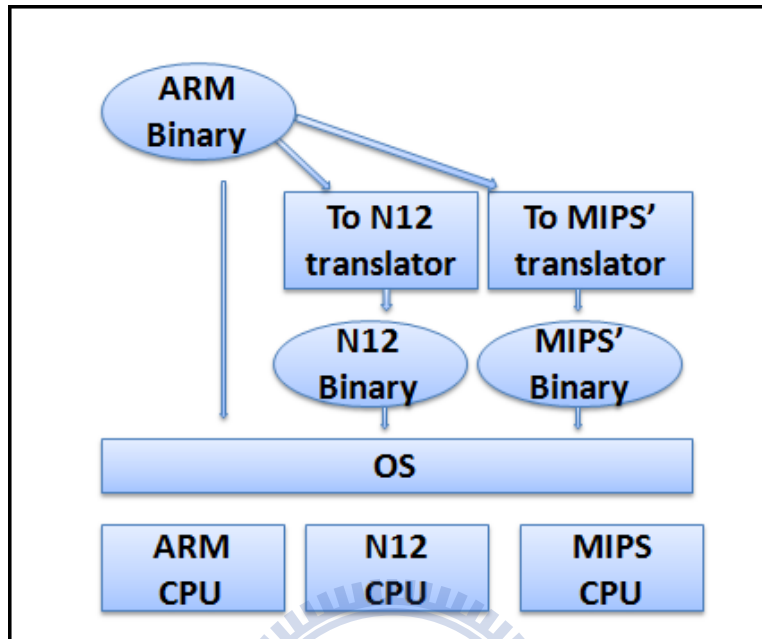 ARM
Binary
To N12
translator
To MIPS’
translator
N12
Binary
MIPS’
Binary
OS
ARM
CPU
N12
CPU
MIPS
CPU